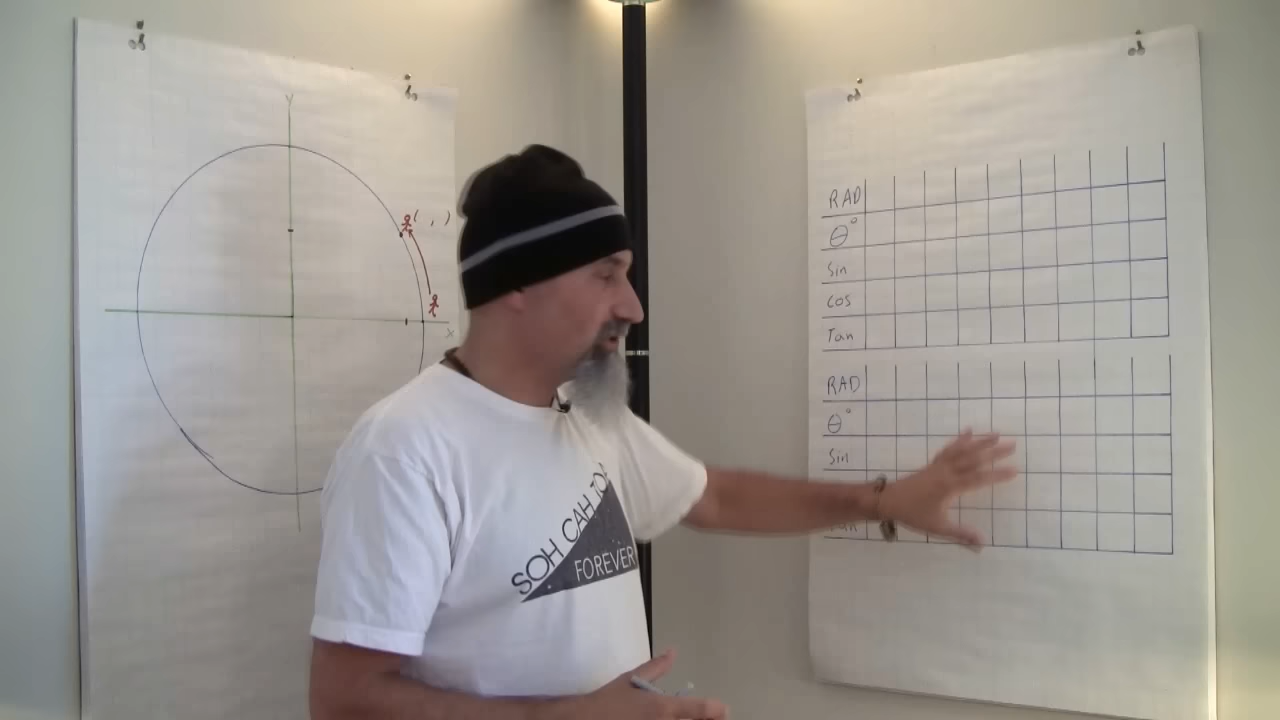 Y
( , )
X
SOH CAH TOA
FOREVER
RAD
θ°
Sin
Cos
Tan
RAD
θ°
Sin